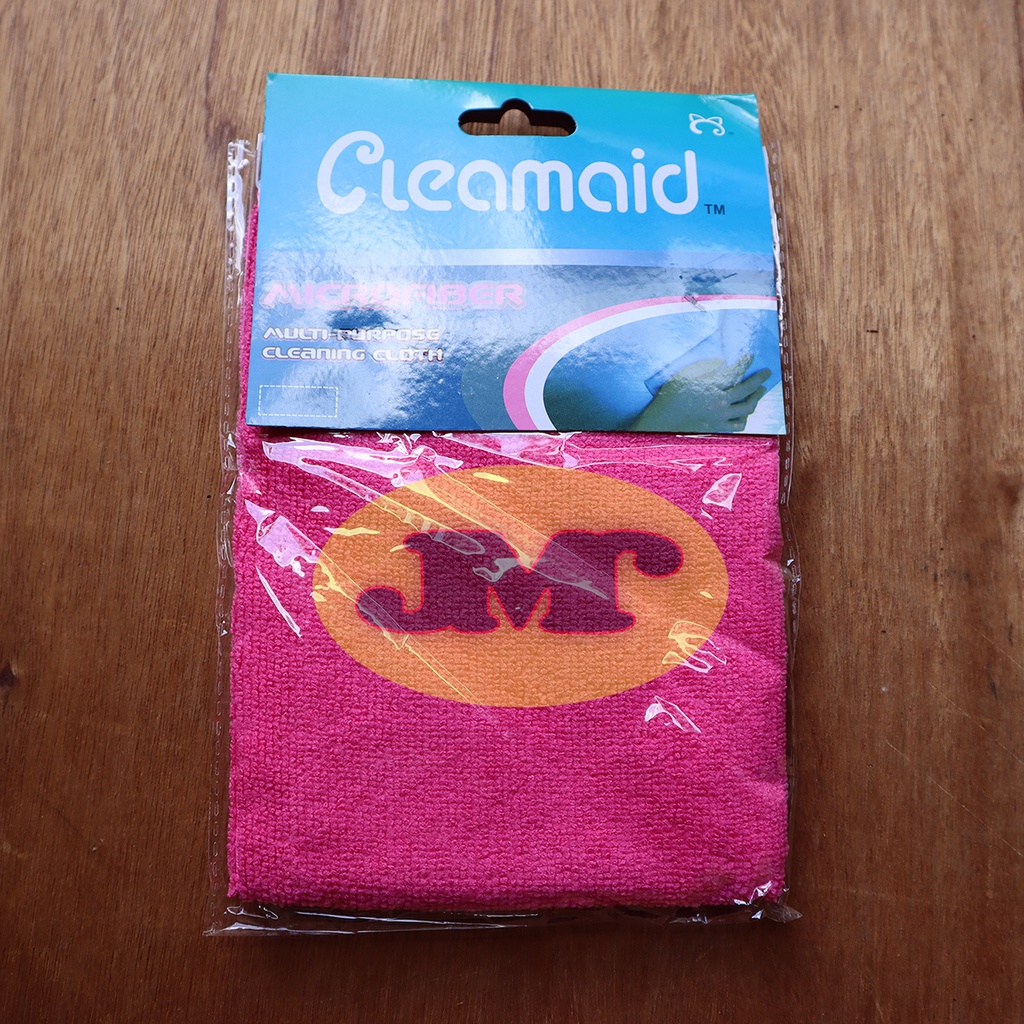 Cleamaid™
MICROFIBER
MULTI-PURPOSE
CLEANING CLOTH
JM